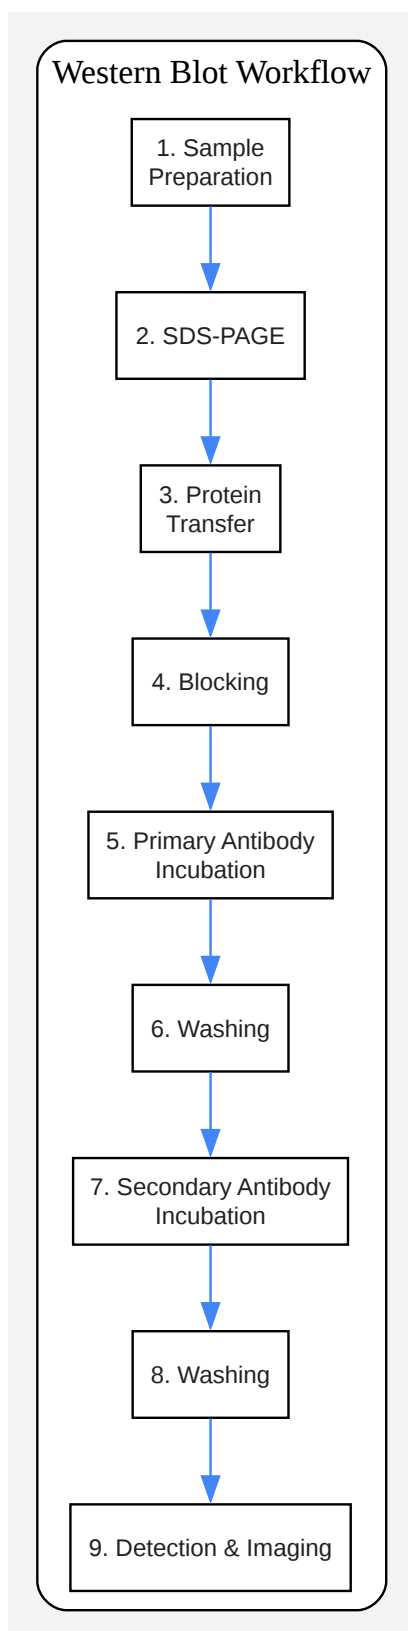 Western Blot Workflow
1. Sample
Preparation
2. SDS-PAGE
3. Protein
Transfer
4. Blocking
5. Primary Antibody
Incubation
6. Washing
7. Secondary Antibody
Incubation
8. Washing
9. Detection & Imaging